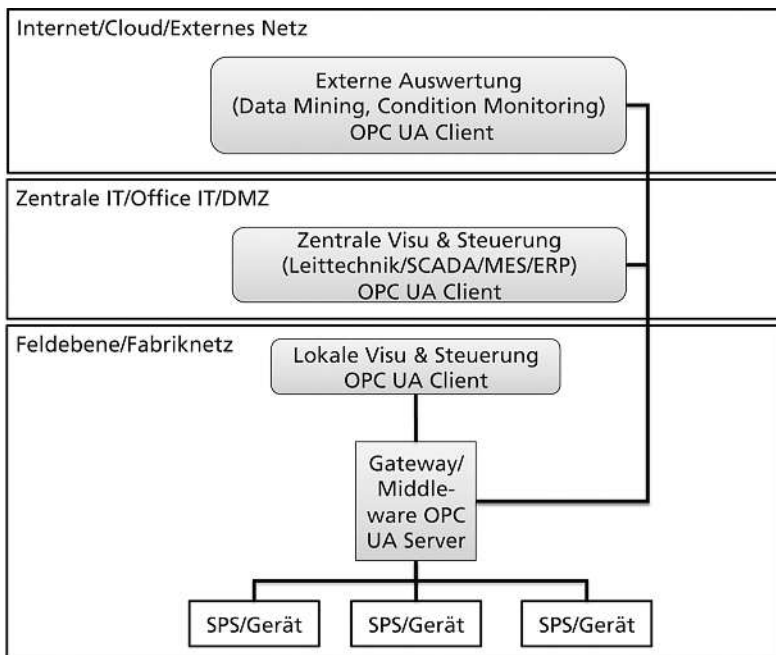 Internet/Cloud/Externes Netz
Externe Auswertung
(Data Mining, Condition Monitoring)
OPC UA Client
Zentrale IT/Office IT/DMZ
Zentrale Visu & Steuerung
(Leittechnik/SCADA/MES/ERP)
OPC UA Client
Feldebene/Fabriknetz
Lokale Visu & Steuerung
OPC UA Client
Gateway/
Middle-
ware OPC
UA Server
SPS/Gerät
SPS/Gerät
SPS/Gerät